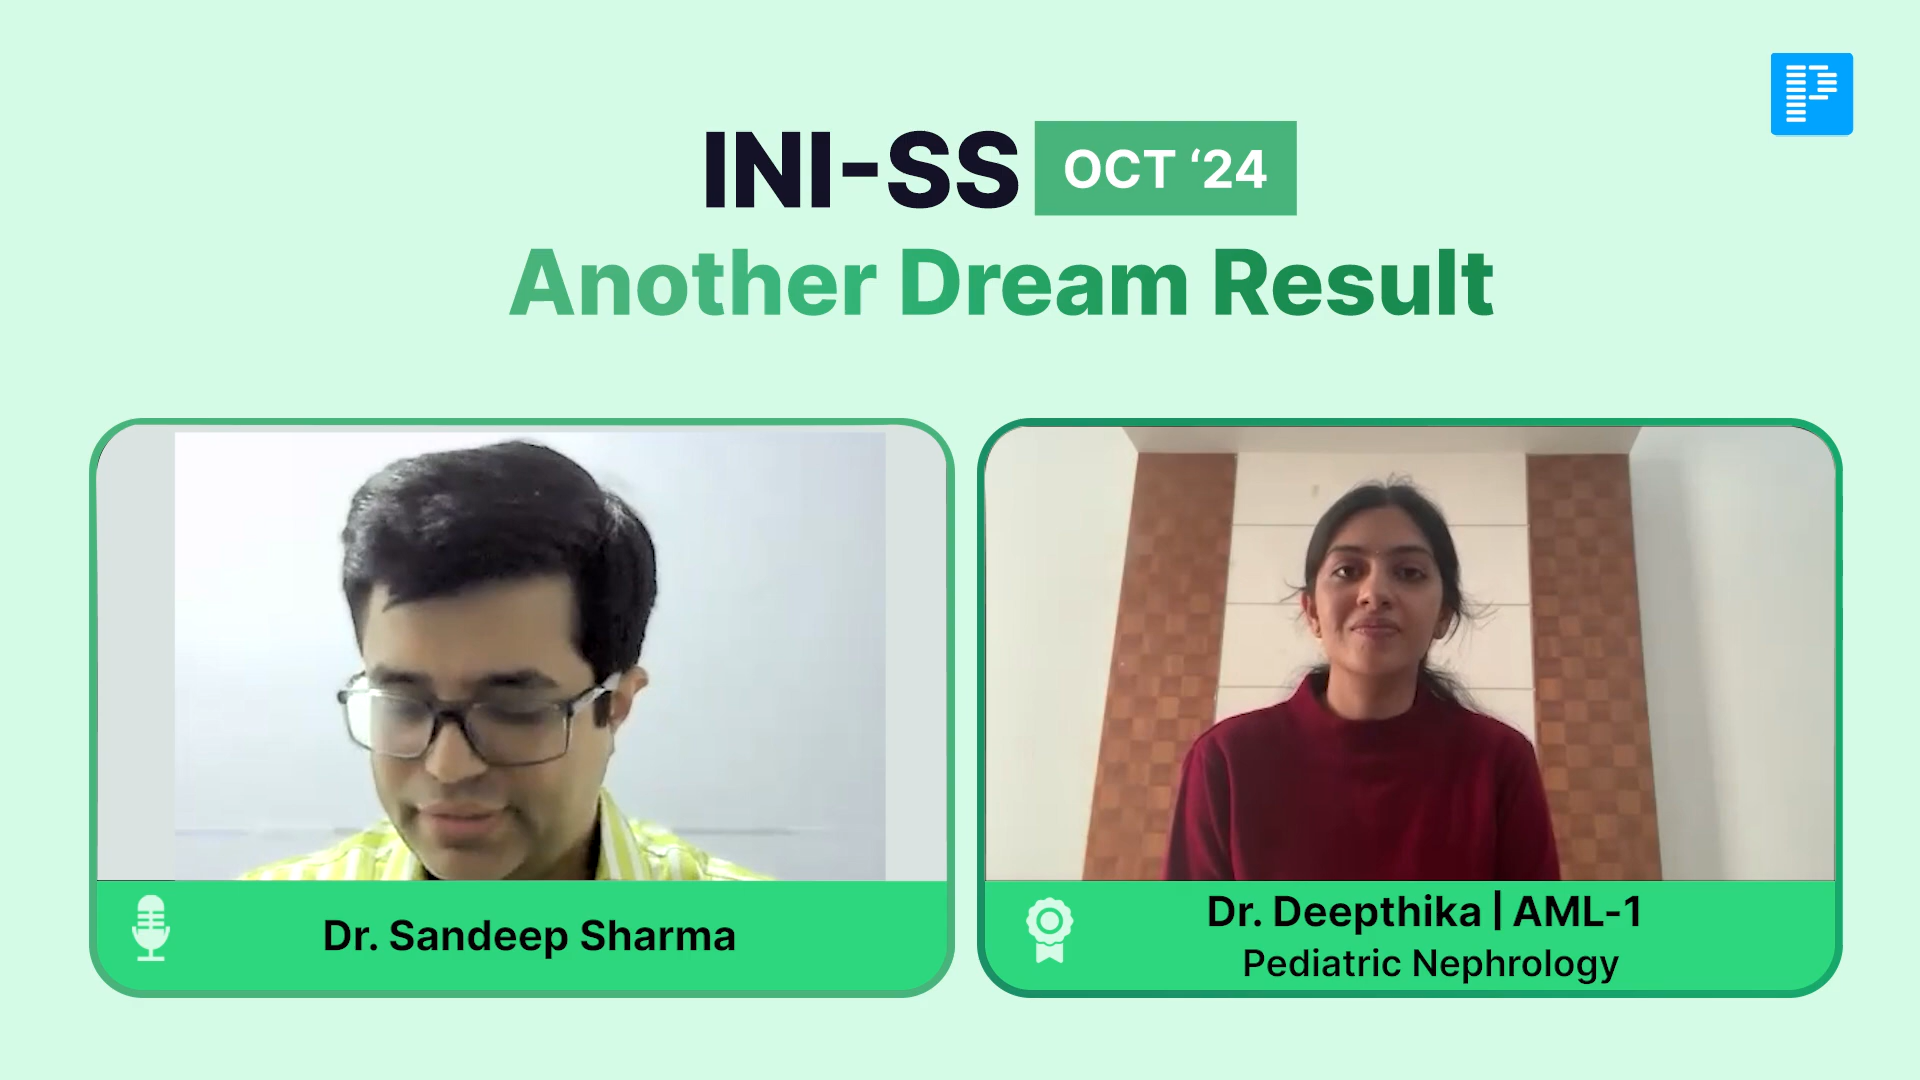 INI-SS OCT ‘24
Another Dream Result
Dr. Sandeep Sharma
Dr. Deepthika | AML-1
Pediatric Nephrology